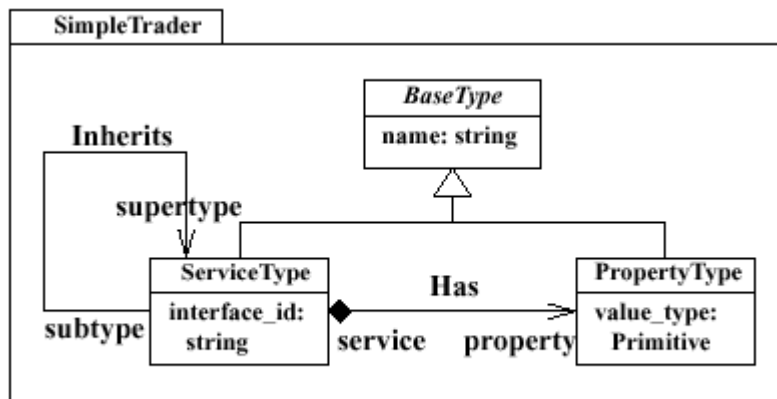 SimpleTrader
BaseType
name: string
Inherits
supertype
ServiceType
interface_id:
string
subtype
Has
service
property
PropertyType
value_type:
Primitive